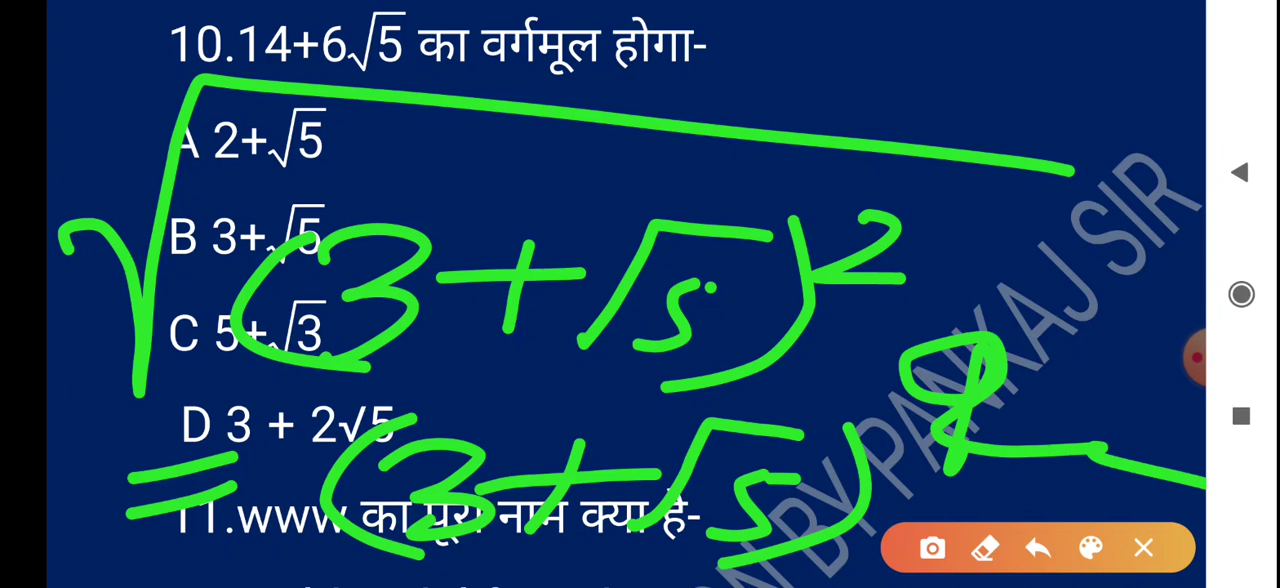 10.14+6√5 का वर्गमूल होगा-
A 2+√5
B 3+√5
√(3+√5)²
C 5+√3
D 3 + 2√5
= (3+√5)
11.www का पूरा नाम क्या है-
BY PANKAJ SIR